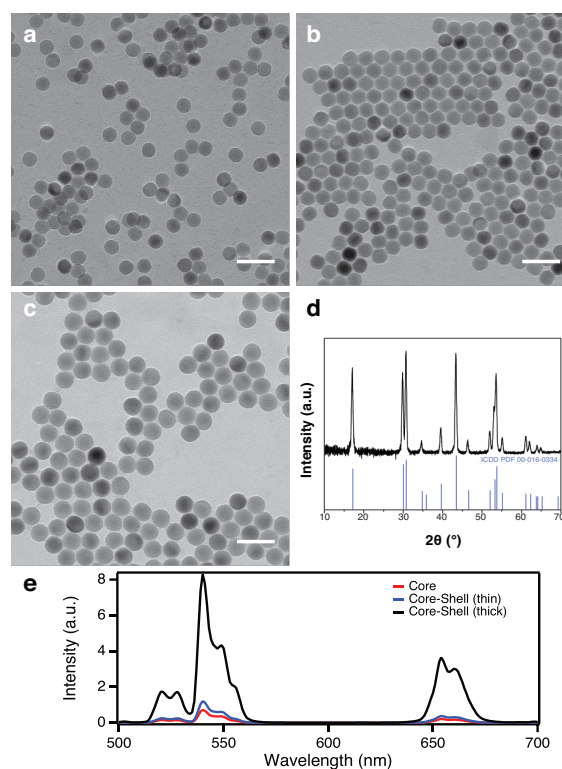 a
b
c
d
Intensity (a.u.)
ICDD PDF 00-016-0334
10 20 30 40 50 60 70
2θ (°)
e
8
6
4
2
0
Intensity (a.u.)
Core
Core-Shell (thin)
Core-Shell (thick)
500 550 600 650 700
Wavelength (nm)